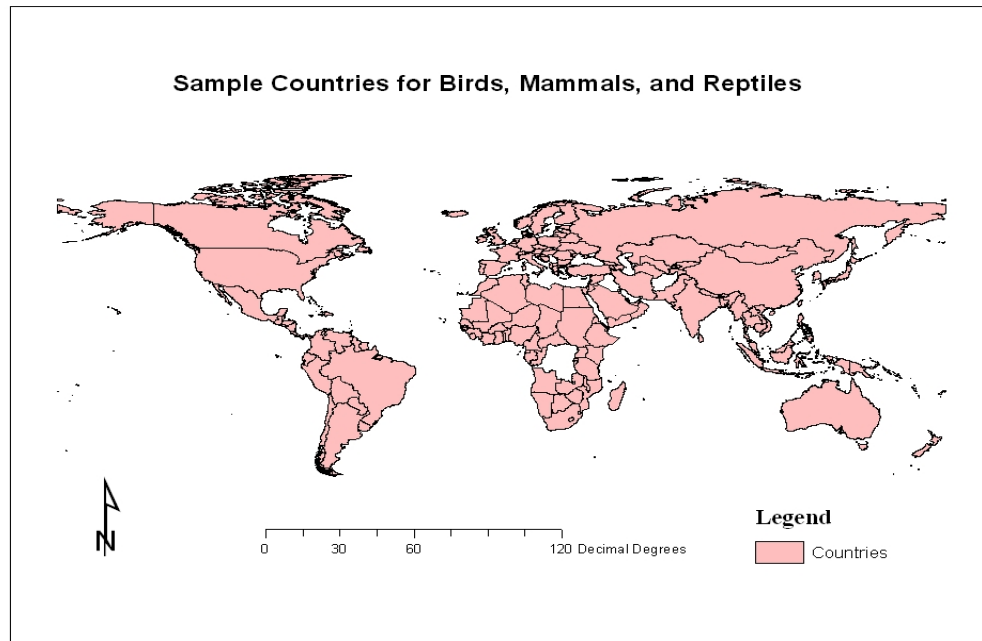 Sample Countries for Birds, Mammals, and Reptiles
N
0 30 60 120 Decimal Degrees
Legend
Countries